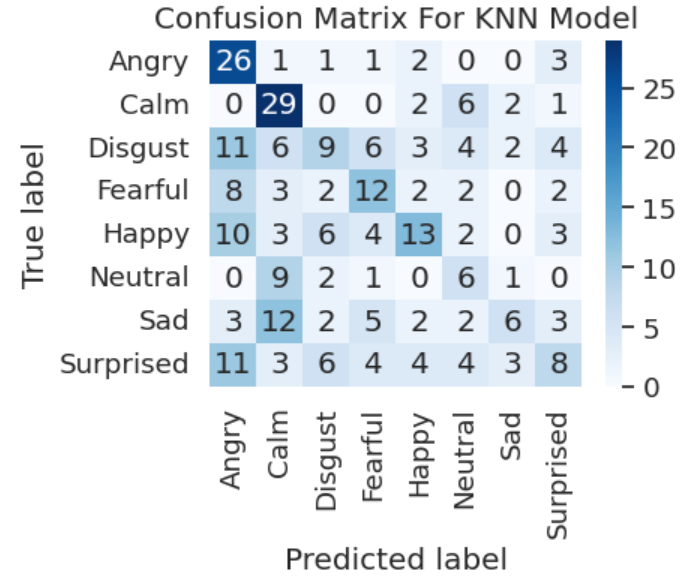 Confusion Matrix For KNN Model
Angry 26 1 1 1 2 0 0 3
Calm 0 29 0 0 2 6 2 1
Disgust 11 6 9 6 3 4 2 4
Fearful 8 3 2 12 2 2 0 2
Happy 10 3 6 4 13 2 0 3
Neutral 0 9 2 1 0 6 1 0
Sad 3 12 2 5 2 2 6 3
Surprised 11 3 6 4 4 4 3 8
True label
Angry Calm Disgust Fearful Happy Neutral Sad Surprised
Predicted label
25
20
15
10
5
0